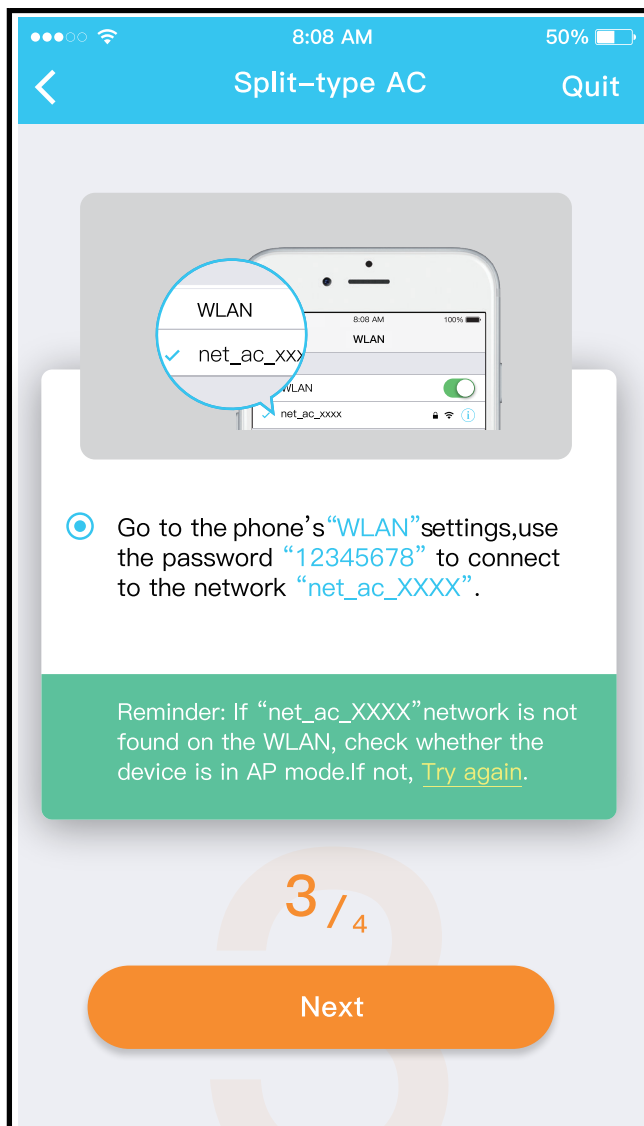 8:08 AM
50%
Split-type AC
Quit
WLAN
net_ac_xxx
8:08 AM
100%
WLAN
WLAN
net_ac_xxxx
Go to the phone's“WLAN”settings,use
the password “12345678” to connect
to the network “net_ac_XXXX”.
Reminder: If “net_ac_XXXX”network is not
found on the WLAN, check whether the
device is in AP mode.If not, Try again.
3/4
Next
3